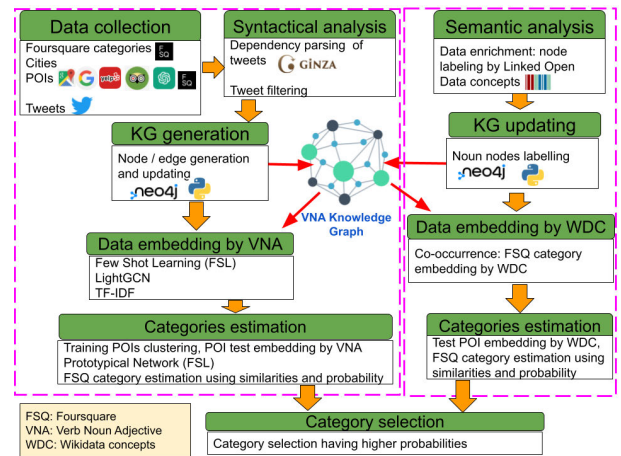 Data collection
Foursquare categories
FSQ
Cities
POIs
G
yelp
FSQ
Tweets
Syntactical analysis
Dependency parsing of
tweets
GiNZA
Tweet filtering
KG generation
Node / edge generation
and updating
neo4j
VNA Knowledge
Graph
Data embedding by VNA
Few Shot Learning (FSL)
LightGCN
TF-IDF
Categories estimation
Training POIs clustering, POI test embedding by VNA
Prototypical Network (FSL)
FSQ category estimation using similarities and probability
Semantic analysis
Data enrichment: node
labeling by Linked Open
Data concepts
KG updating
Noun nodes labelling
neo4j
Data embedding by WDC
Co-occurrence: FSQ category
embedding by WDC
Categories estimation
Test POI embedding by WDC,
FSQ category estimation using
similarities and probability
Category selection
Category selection having higher probabilities
FSQ: Foursquare
VNA: Verb Noun Adjective
WDC: Wikidata concepts